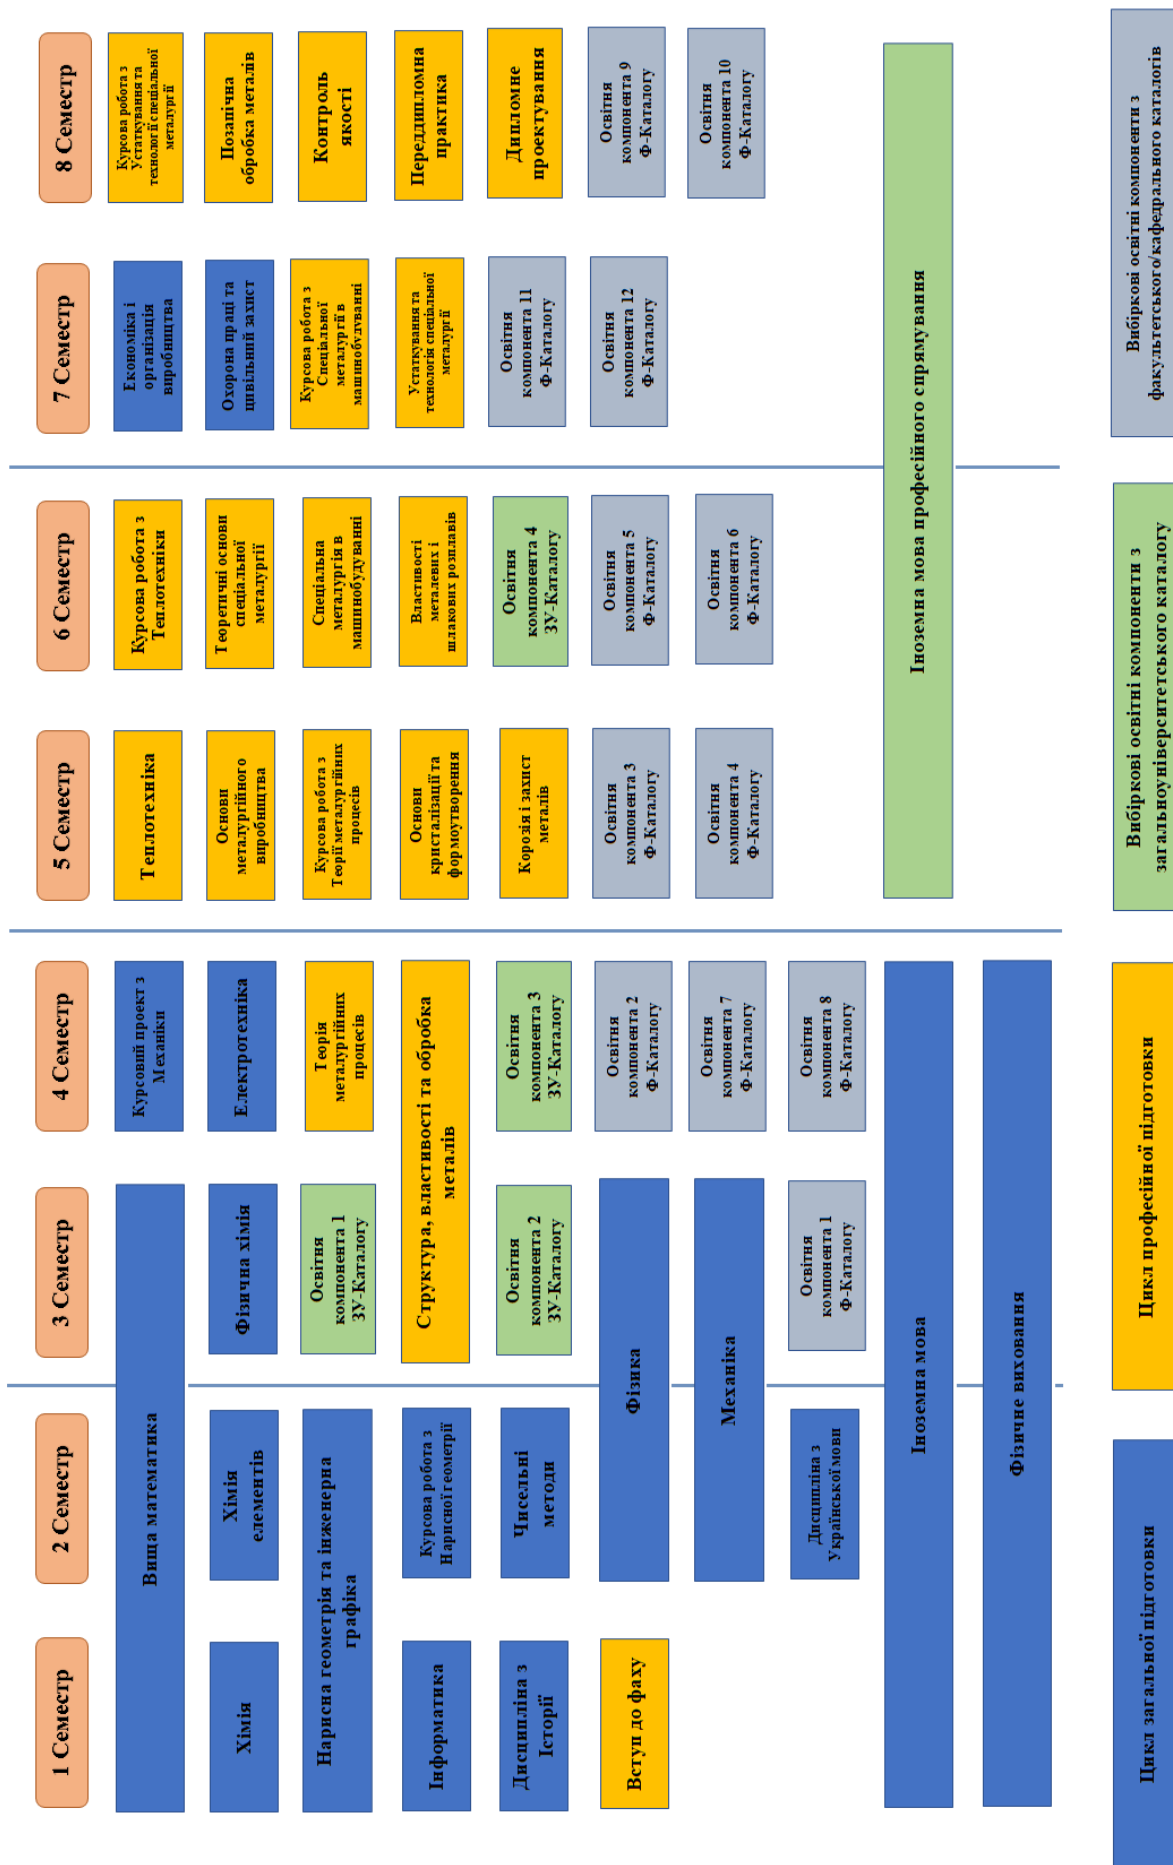 1 Семестр
2 Семестр
3 Семестр
4 Семестр
5 Семестр
6 Семестр
7 Семестр
8 Семестр
Вища математика
Курсовий проект з
Механіки
Теплотехніка
Курсова робота з
Теплотехніки
Економіка і
організація
виробництва
Курсова робота з
Устаткування та
технології спеціальної
металургії
Хімія
Хімія
елементів
Фізична хімія
Електротехніка
Основи
металургійного
виробництва
Теоретичні основи
спеціальної
металургії
Охорона праці та
цивільний захист
Позапічна
обробка металів
Нарисна геометрія та інженерна
графіка
Освітня
компонента 1
ЗУ-Каталогу
Теорія
металургійних
процесів
Курсова робота з
Теорії металургійних
процесів
Спеціальна
металургія в
машинобудуванні
Курсова робота з
Спеціальної
металургії в
машинобудуванні
Контроль
якості
Інформатика
Курсова робота з
Нарисної геометрії
Структура, властивості та обробка
металів
Основи
кристалізації та
формоутворення
Властивості
металевих і
шлакових розплавів
Устаткування та
технологія спеціальної
металургії
Переддипломна
практика
Дисципліна з
Історії
Чисельні
методи
Освітня
компонента 2
ЗУ-Каталогу
Освітня
компонента 3
ЗУ-Каталогу
Корозія і захист
металів
Освітня
компонента 4
ЗУ-Каталогу
Освітня
компонента 11
Ф-Каталогу
Дипломне
проектування
Вступ до фаху
Фізика
Освітня
компонента 2
Ф-Каталогу
Освітня
компонента 3
Ф-Каталогу
Освітня
компонента 5
Ф-Каталогу
Освітня
компонента 12
Ф-Каталогу
Освітня
компонента 9
Ф-Каталогу
Механіка
Освітня
компонента 7
Ф-Каталогу
Освітня
компонента 4
Ф-Каталогу
Освітня
компонента 6
Ф-Каталогу
Освітня
компонента 10
Ф-Каталогу
Дисципліна з
Української мови
Освітня
компонента 1
Ф-Каталогу
Освітня
компонента 8
Ф-Каталогу
Іноземна мова
Іноземна мова професійного спрямування
Фізичне виховання
Цикл загальної підготовки
Цикл професійної підготовки
Вибіркові освітні компоненти з
загальноуніверситетського каталогу
Вибіркові освітні компоненти з
факультетського/кафедрального каталогів